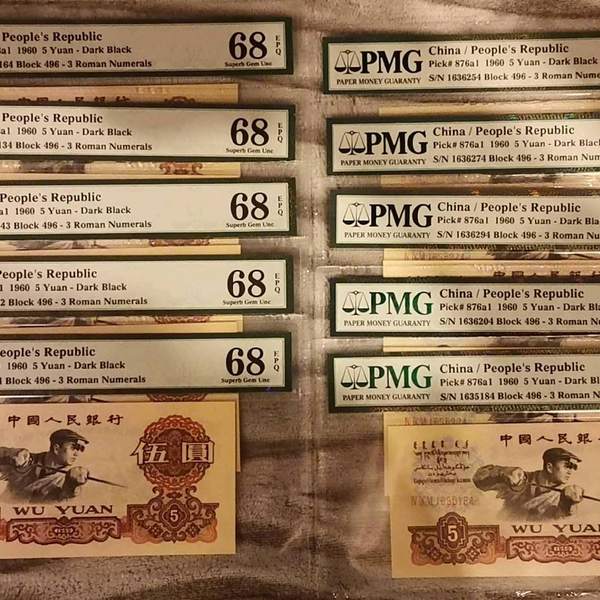 People's Republic
6a1 1960 5 Yuan - Dark Black
164 Block 496 - 3 Roman Numerals
68 EPQ
Superb Gem Unc
People's Republic
a1 1960 5 Yuan - Dark Black
134 Block 496 - 3 Roman Numerals
68 EPQ
Superb Gem Unc
People's Republic
a1 1960 5 Yuan - Dark Black
43 Block 496 - 3 Roman Numerals
68 EPQ
Superb Gem Unc
People's Republic
1960 5 Yuan - Dark Black
2 Block 496 - 3 Roman Numerals
68 EPQ
Superb Gem Unc
People's Republic
1960 5 Yuan - Dark Black
Block 496 - 3 Roman Numerals
68 EPQ
Superb Gem Unc
中國人民銀行
伍圓
WU YUAN
5
PMG
PAPER MONEY GUARANTY
China / People's Republic
Pick# 876a1 1960 5 Yuan - Dark B
S/N 1636254 Block 496 - 3 Roman N
PMG
PAPER MONEY GUARANTY
China / People's Republic
Pick# 876a1 1960 5 Yuan - Dark B
S/N 1636274 Block 496 - 3 Roman N
PMG
PAPER MONEY GUARANTY
China / People's Republic
Pick# 876a1 1960 5 Yuan - Dark Bla
S/N 1636294 Block 496 - 3 Roman Nu
PMG
PAPER MONEY GUARANTY
China / People's Republic
Pick# 876a1 1960 5 Yuan - Dark Bla
S/N 1636204 Block 496 - 3 Roman Nu
PMG
PAPER MONEY GUARANTY
China / People's Republic
Pick# 876a1 1960 5 Yuan - Dark Bl
S/N 1635184 Block 496 - 3 Roman Nu
中國人民銀
WU YUAN
5